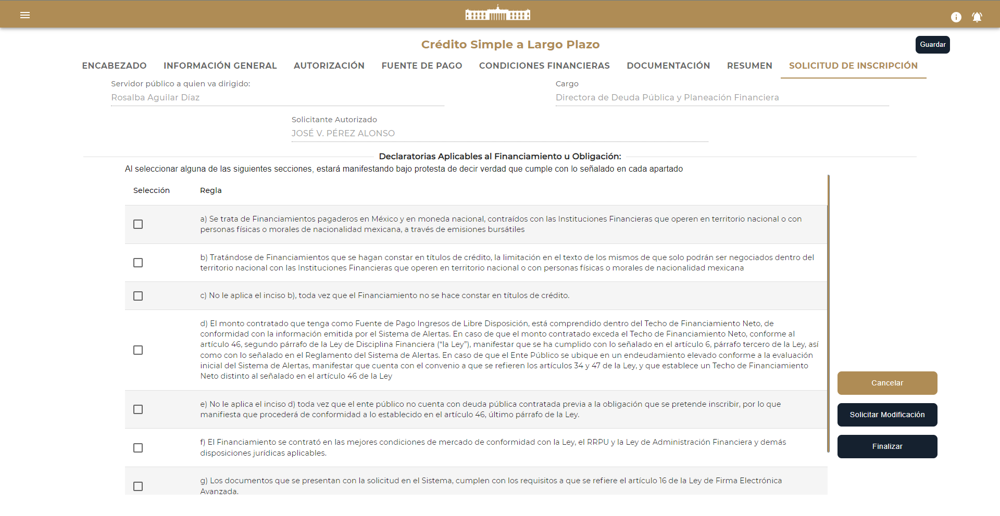 Crédito Simple a Largo Plazo
Guardar
ENCABEZADO INFORMACIÓN GENERAL AUTORIZACIÓN FUENTE DE PAGO CONDICIONES FINANCIERAS DOCUMENTACIÓN RESUMEN SOLICITUD DE INSCRIPCIÓN
Servidor público a quien va dirigido: Cargo
Rosalba Aguilar Díaz Directora de Deuda Pública y Planeación Financiera
Solicitante Autorizado
JOSÉ V. PÉREZ ALONSO
Declaratorias Aplicables al Financiamiento u Obligación:
Al seleccionar alguna de las siguientes secciones, estará manifestando bajo protesta de decir verdad que cumple con lo señalado en cada apartado
Selección Regla
a) Se trata de Financiamientos pagaderos en México y en moneda nacional, contraídos con las Instituciones Financieras que operen en territorio nacional o con
personas físicas o morales de nacionalidad mexicana, a través de emisiones bursátiles
b) Tratándose de Financiamientos que se hagan constar en títulos de crédito, la limitación en el texto de los mismos de que solo podrán ser negociados dentro del
territorio nacional con las Instituciones Financieras que operen en territorio nacional o con personas físicas o morales de nacionalidad mexicana
c) No le aplica el inciso b), toda vez que el Financiamiento no se hace constar en títulos de crédito.
d) El monto contratado que tenga como Fuente de Pago Ingresos de Libre Disposición, está comprendido dentro del Techo de Financiamiento Neto, de
conformidad con la información emitida por el Sistema de Alertas. En caso de que el monto contratado exceda el Techo de Financiamiento Neto, conforme al
artículo 46, segundo párrafo de la Ley de Disciplina Financiera (“la Ley”), manifestar que se ha cumplido con lo señalado en el artículo 6, párrafo tercero de la Ley, así
como con lo señalado en el Reglamento del Sistema de Alertas. En caso de que el Ente Público se ubique en un endeudamiento elevado conforme a la evaluación
inicial del Sistema de Alertas, manifestar que cuenta con el convenio a que se refieren los artículos 34 y 47 de la Ley, y que establece un Techo de Financiamiento
Neto distinto al señalado en el artículo 46 de la Ley
e) No le aplica el inciso d) toda vez que el ente público no cuenta con deuda pública contratada previa a la obligación que se pretende inscribir, por lo que
manifiesta que procederá de conformidad a lo establecido en el artículo 46, último párrafo de la Ley.
f) El Financiamiento se contrató en las mejores condiciones de mercado de conformidad con la Ley, el RRPU y la Ley de Administración Financiera y demás
disposiciones jurídicas aplicables.
g) Los documentos que se presentan con la solicitud en el Sistema, cumplen con los requisitos a que se refiere el artículo 16 de la Ley de Firma Electrónica
Avanzada.
Cancelar
Solicitar Modificación
Finalizar